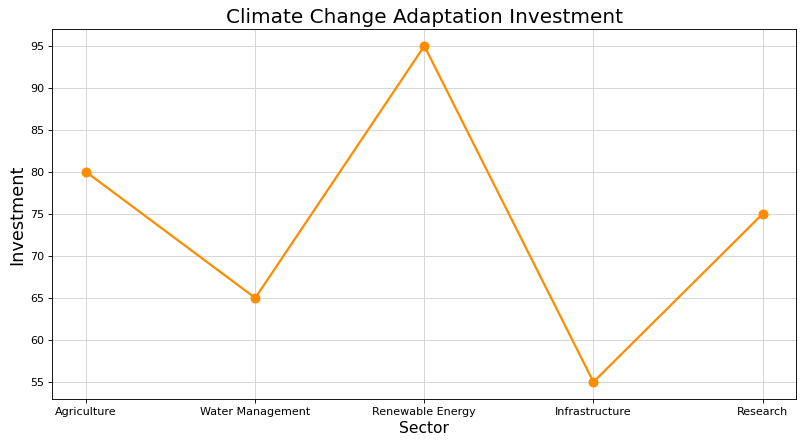 Climate Change Adaptation Investment
Investment
95
90
85
80
75
70
65
60
55
Agriculture
Water Management
Renewable Energy
Infrastructure
Research
Sector